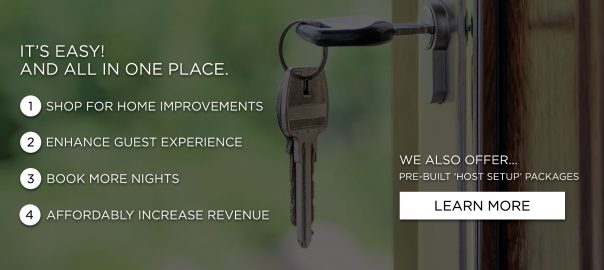 IT'S EASY!
AND ALL IN ONE PLACE.
1 SHOP FOR HOME IMPROVEMENTS
2 ENHANCE GUEST EXPERIENCE
3 BOOK MORE NIGHTS
4 AFFORDABLY INCREASE REVENUE
WE ALSO OFFER...
PRE-BUILT 'HOST SETUP' PACKAGES
LEARN MORE